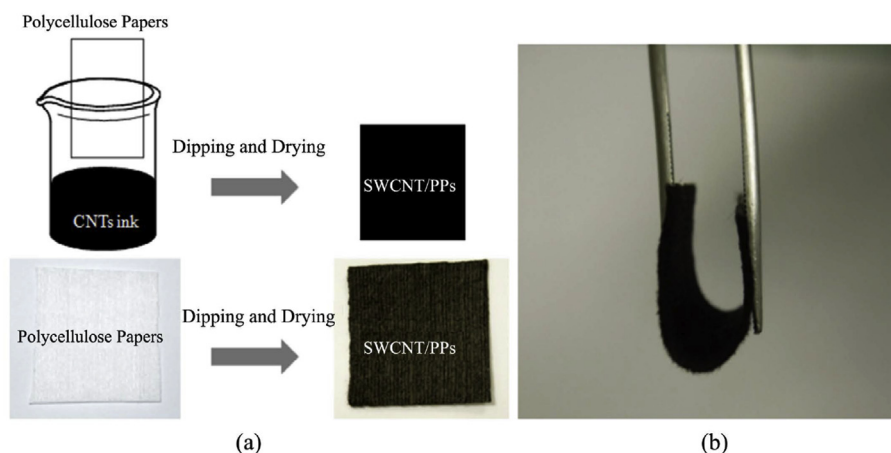 Polycellulose Papers
Dipping and Drying
SWCNT/PPs
CNTs ink
Polycellulose Papers
Dipping and Drying
SWCNT/PPs
(a)
(b)